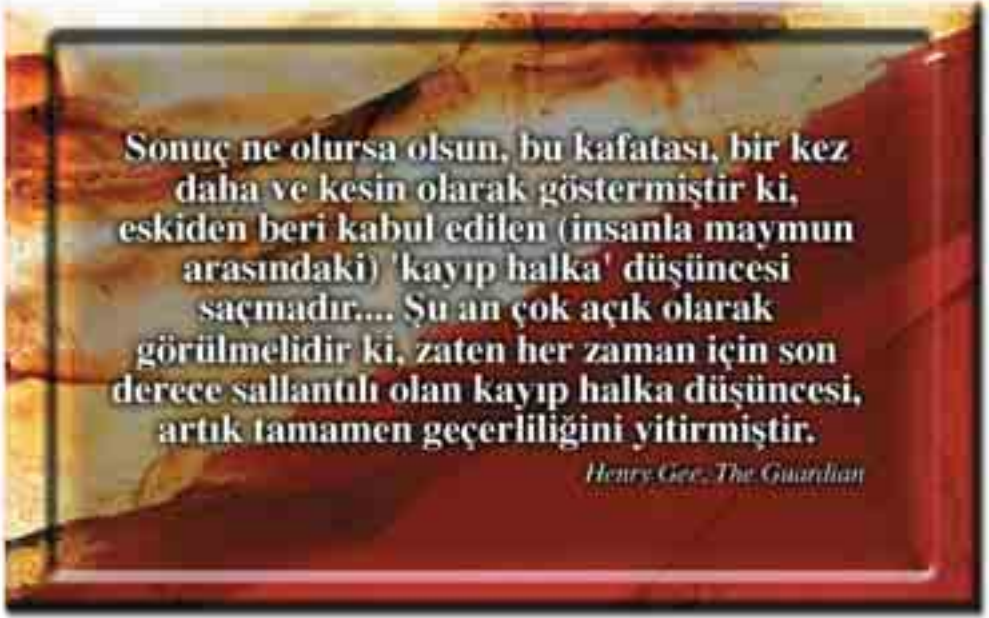 Sonuç ne olursa olsun, bu kafatası, bir kez
daha ve kesin olarak göstermiştir ki,
eskiden beri kabul edilen (insanla maymun
arasındaki) 'kayıp halka' düşüncesi
saçmadır.... Şu an çok açık olarak
görülmelidir ki, zaten her zaman için son
derece sallantılı olan kayıp halka düşüncesi,
artık tamamen geçerliliğini yitirmiştir.
Henry Gee, The Guardian